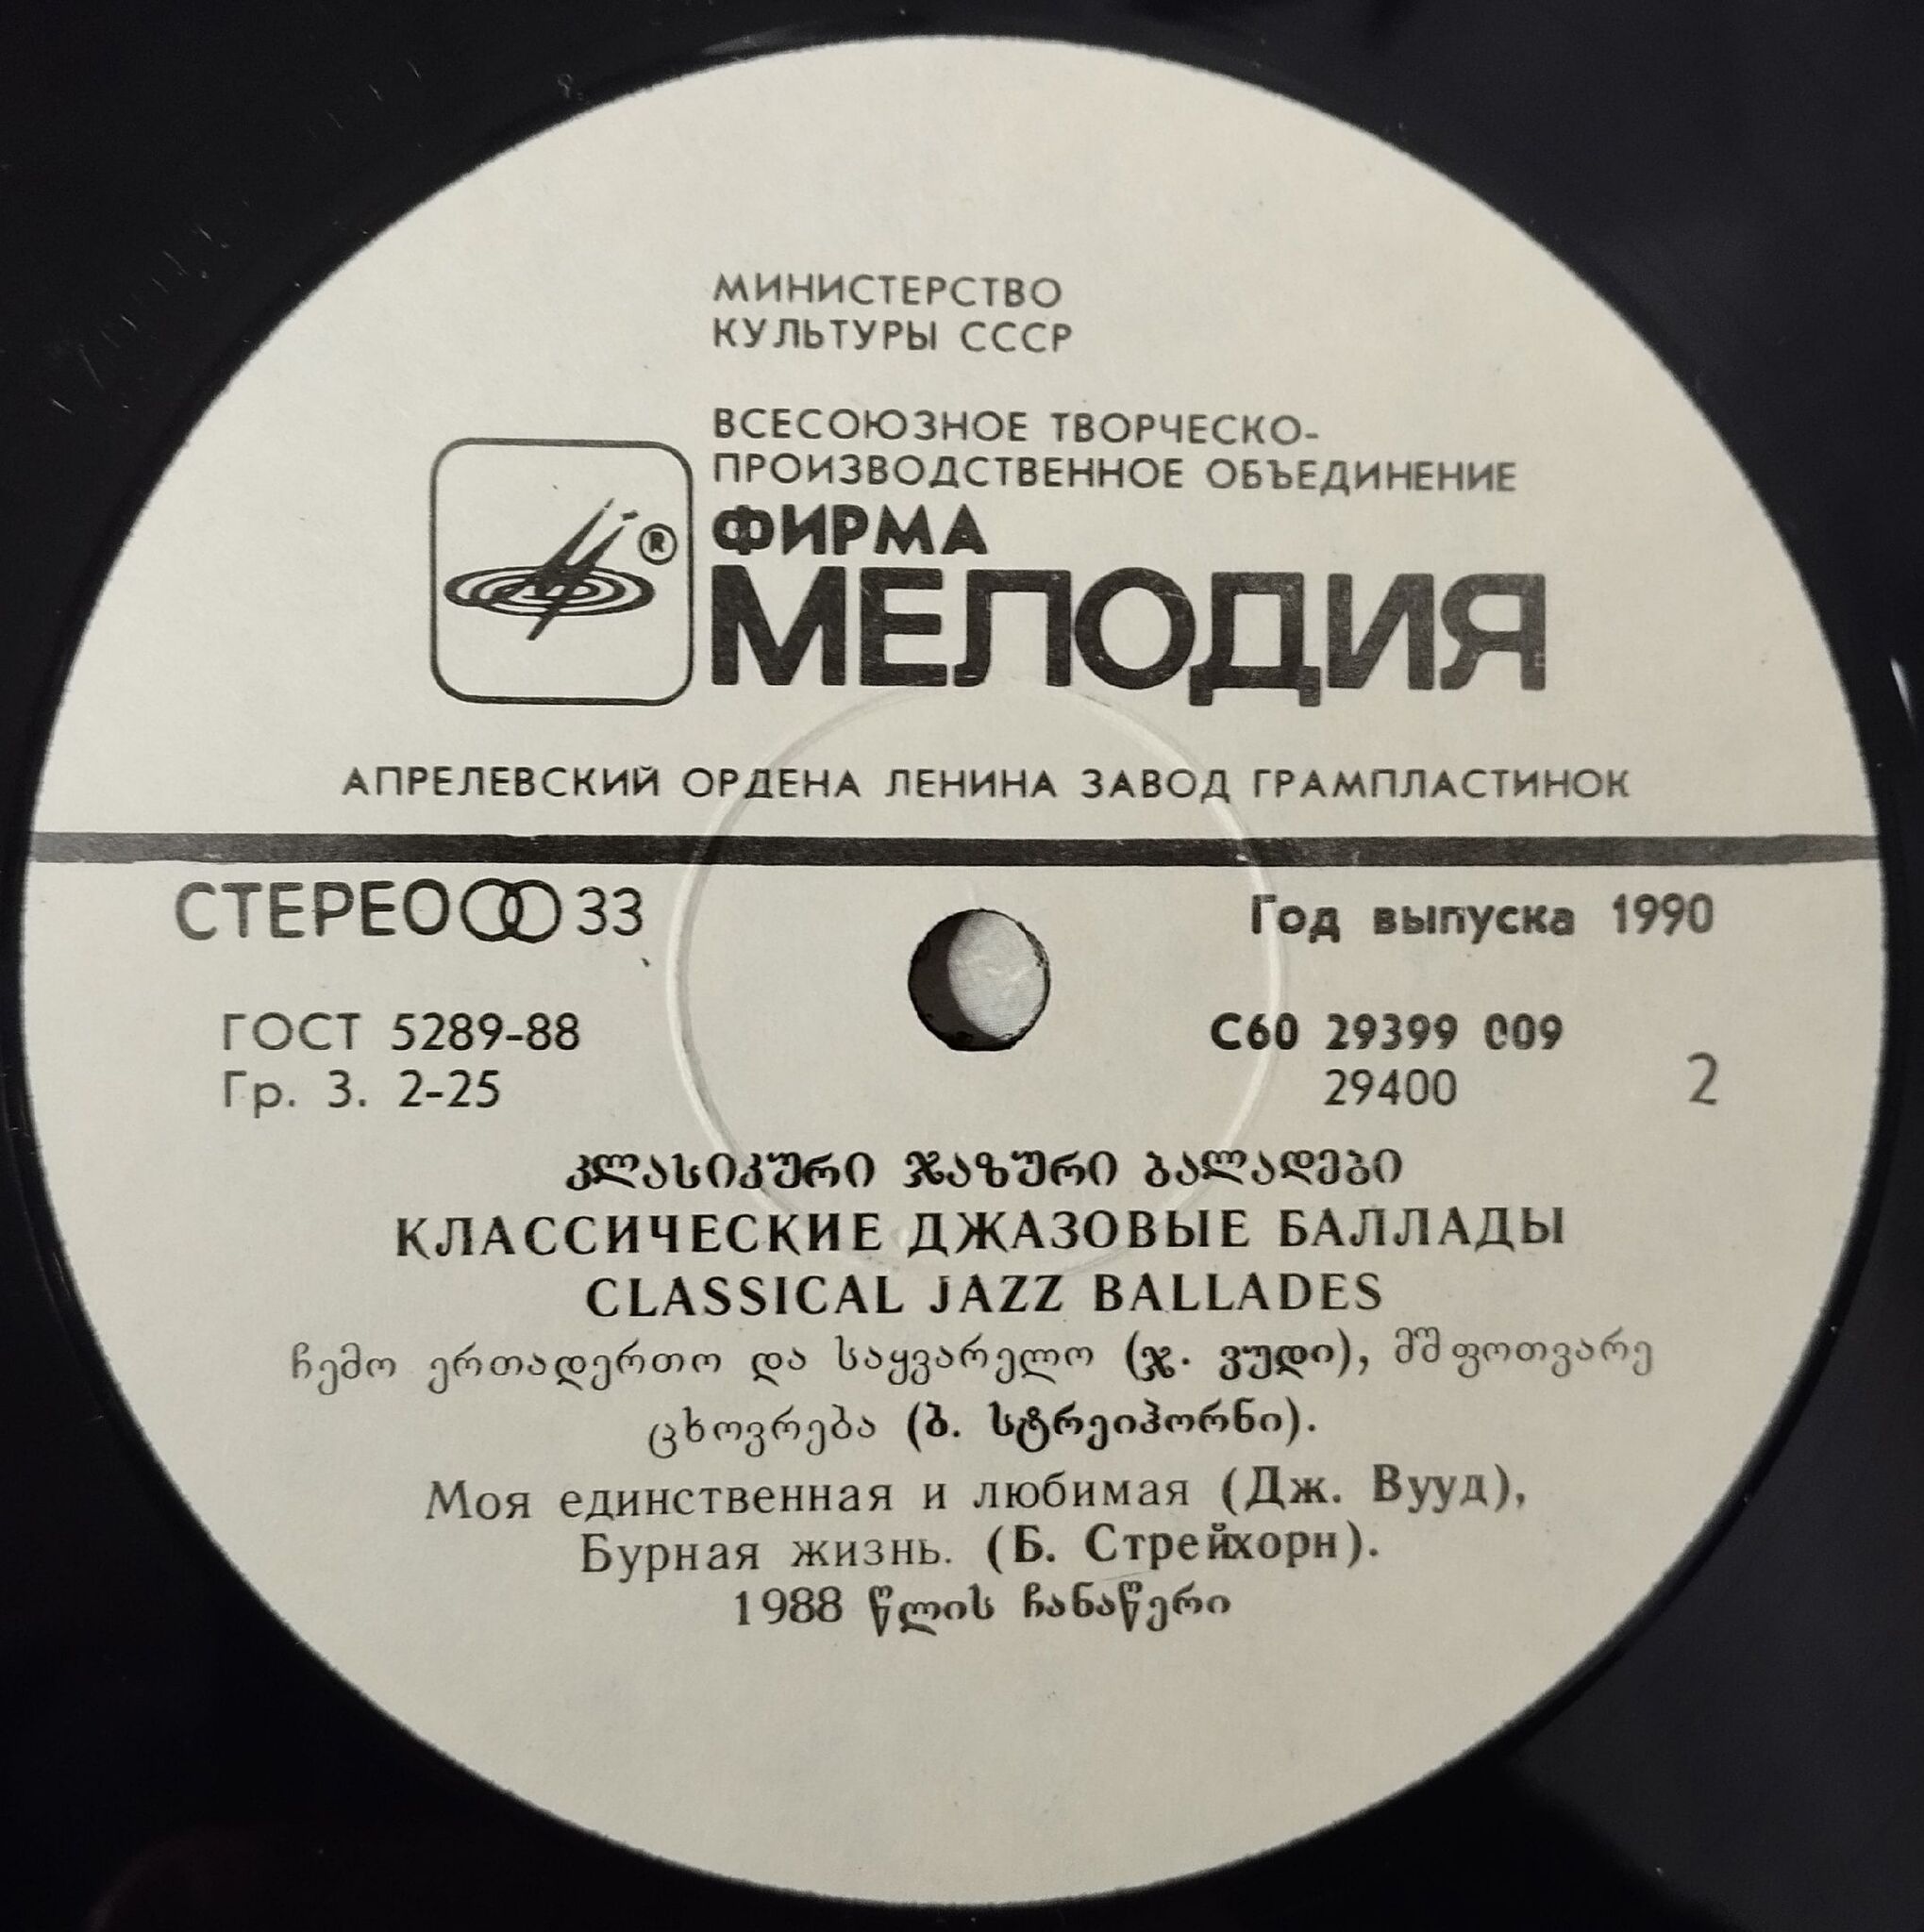 МИНИСТЕРСТВО
КУЛЬТУРЫ СССР
ВСЕСОЮЗНОЕ ТВОРЧЕСКО-
ПРОИЗВОДСТВЕННОЕ ОБЪЕДИНЕНИЕ
ФИРМА
®
МЕЛОДИЯ
АПРЕЛЕВСКИЙ ОРДЕНА ЛЕНИНА ЗАВОД ГРАМПЛАСТИНОК
СТЕРЕО 33 Год выпуска 1990
ГОСТ 5289-88 С60 29399 009
Гр. 3. 2-25 29400 2
კლასიკური ჯაზური ბალადები
КЛАССИЧЕСКИЕ ДЖАЗОВЫЕ БАЛЛАДЫ
CLASSICAL JAZZ BALLADES
ჩემო ერთადერთო და საყვარელო (ჯ. ვუდი), მშფოთვარე
ცხოვრება (ბ. სტრეიჰორნი).
Моя единственная и любимая (Дж. Вууд),
Бурная жизнь. (Б. Стрейхорн).
1988 წლის ჩანაწერი